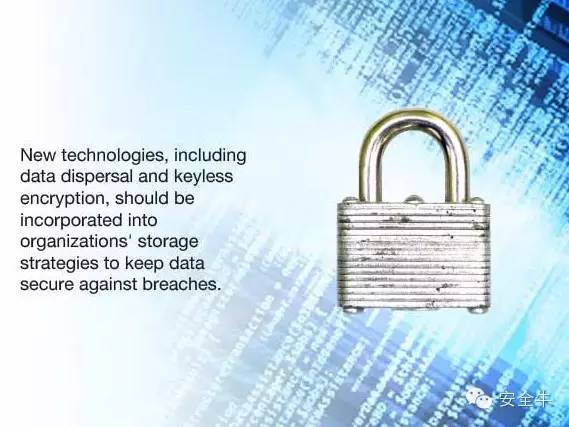 New technologies, including
data dispersal and keyless
encryption, should be
incorporated into
organizations' storage
strategies to keep data
secure against breaches.
安全牛